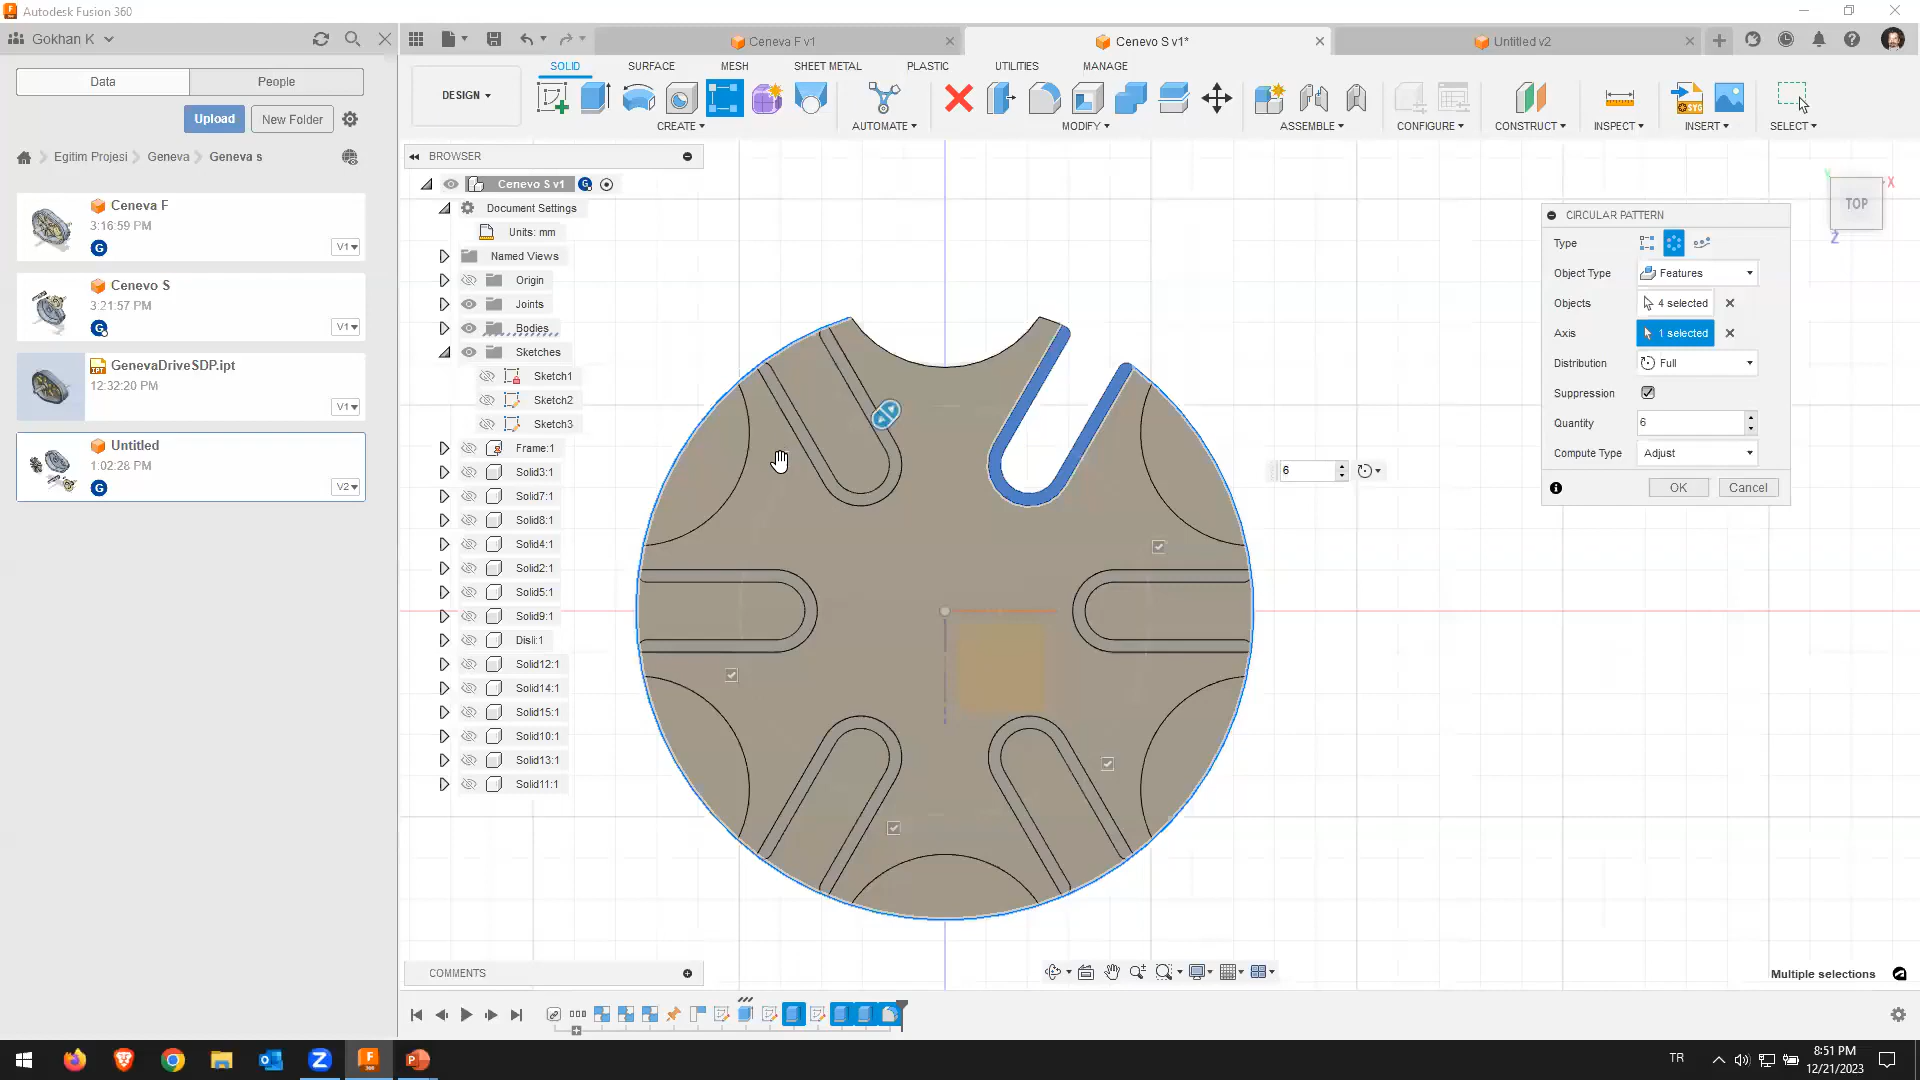 Autodesk Fusion 360
Gokhan K
Ceneva F v1
Cenevo S v1*
Untitled v2
Data
People
Upload
New Folder
Egitim Projesi
Geneva
Geneva s
Ceneva F
3:16:59 PM
G
V1
Cenevo S
3:21:57 PM
G
V1
GenevaDriveSDP.ipt
12:32:20 PM
V1
Untitled
1:02:28 PM
G
V2
SOLID
SURFACE
MESH
SHEET METAL
PLASTIC
UTILITIES
MANAGE
DESIGN
CREATE
AUTOMATE
MODIFY
ASSEMBLE
CONFIGURE
CONSTRUCT
INSPECT
INSERT
SELECT
BROWSER
Cenevo S v1
G
Document Settings
Units: mm
Named Views
Origin
Joints
Bodies
Sketches
Sketch1
Sketch2
Sketch3
Frame:1
Solid3:1
Solid7:1
Solid8:1
Solid4:1
Solid2:1
Solid5:1
Solid9:1
Disli:1
Solid12:1
Solid14:1
Solid15:1
Solid10:1
Solid13:1
Solid11:1
6
TOP
X
Z
CIRCULAR PATTERN
Type
Object Type
Features
Objects
4 selected
Axis
1 selected
Distribution
Full
Suppression
Quantity
6
Compute Type
Adjust
OK
Cancel
COMMENTS
Multiple selections
TR
8:51 PM
12/21/2023